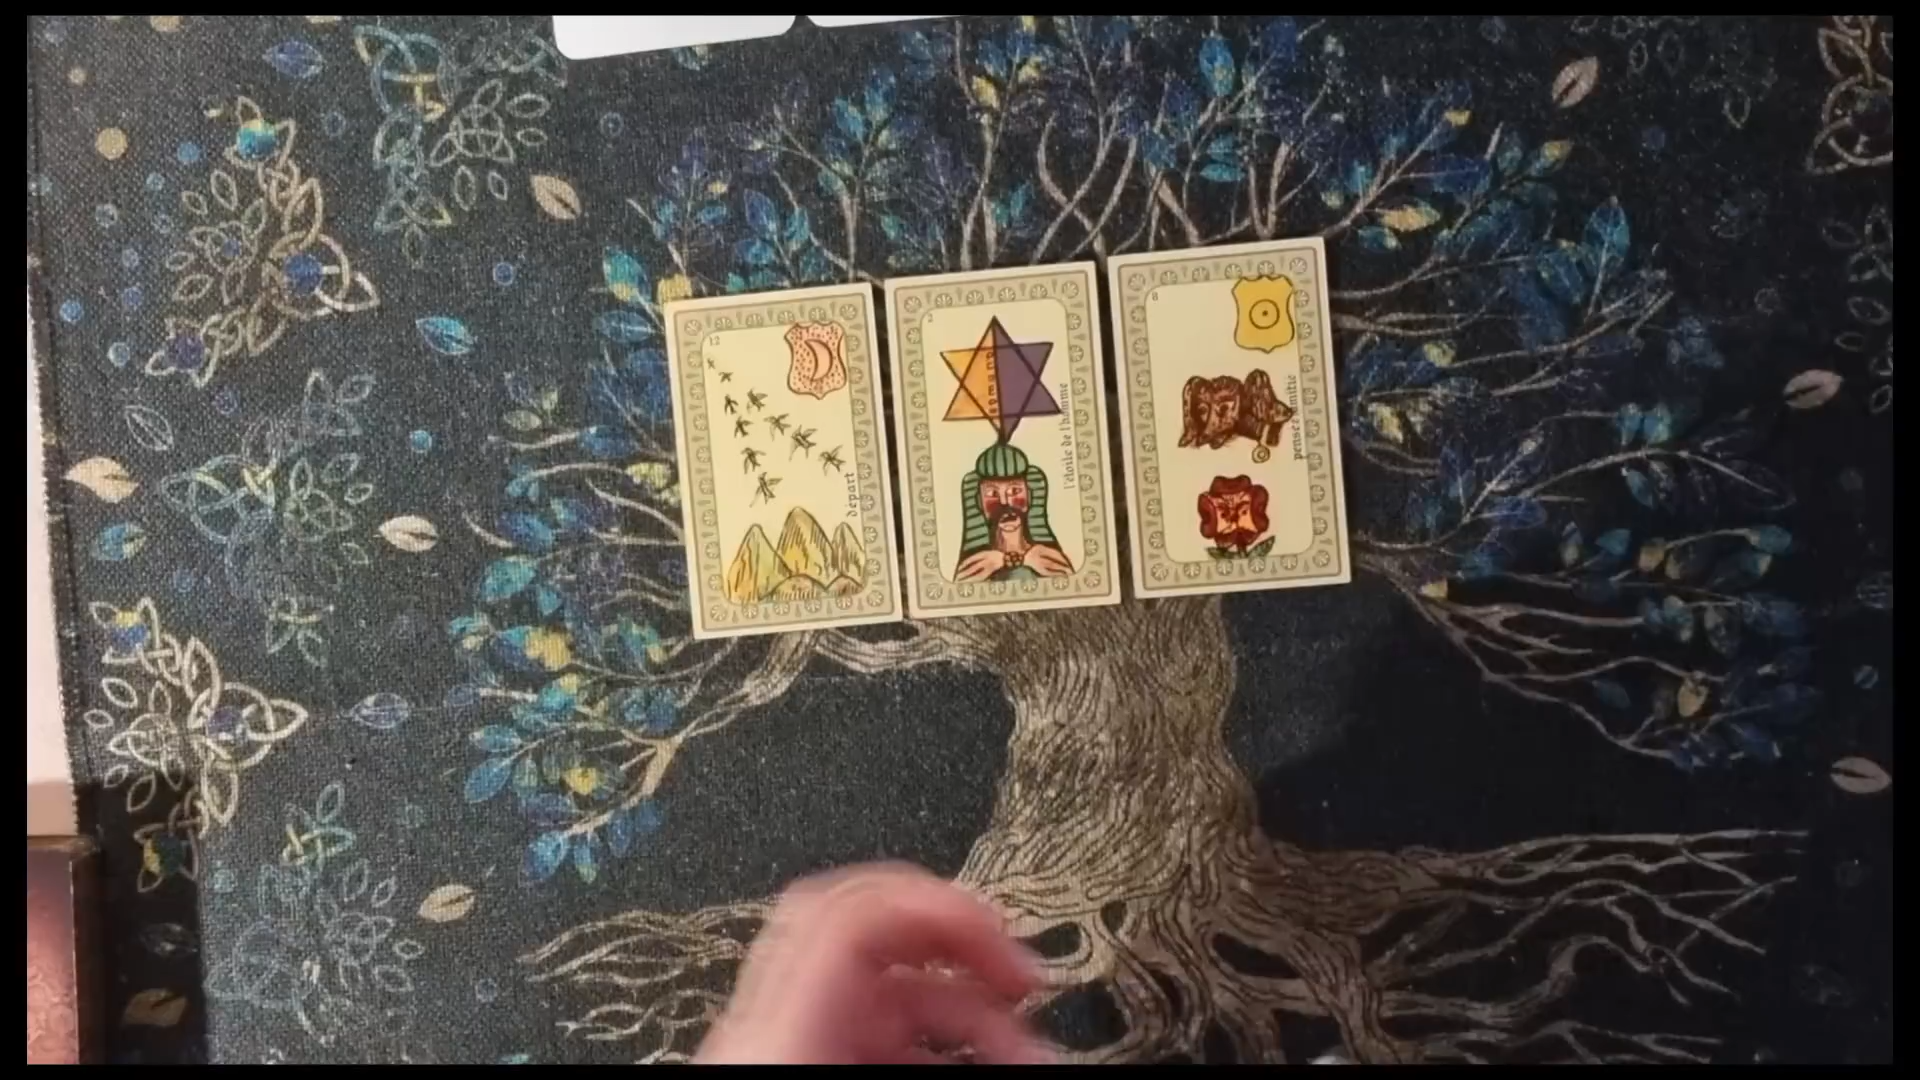 12
départ
2
l'étoile de l'homme
8
pensée amitié